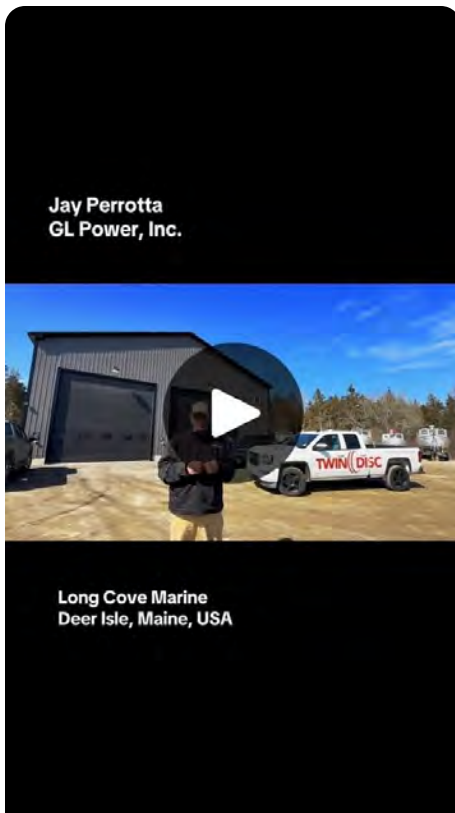 Jay Perrotta
GL Power, Inc.
TWIN DISC
Long Cove Marine
Deer Isle, Maine, USA